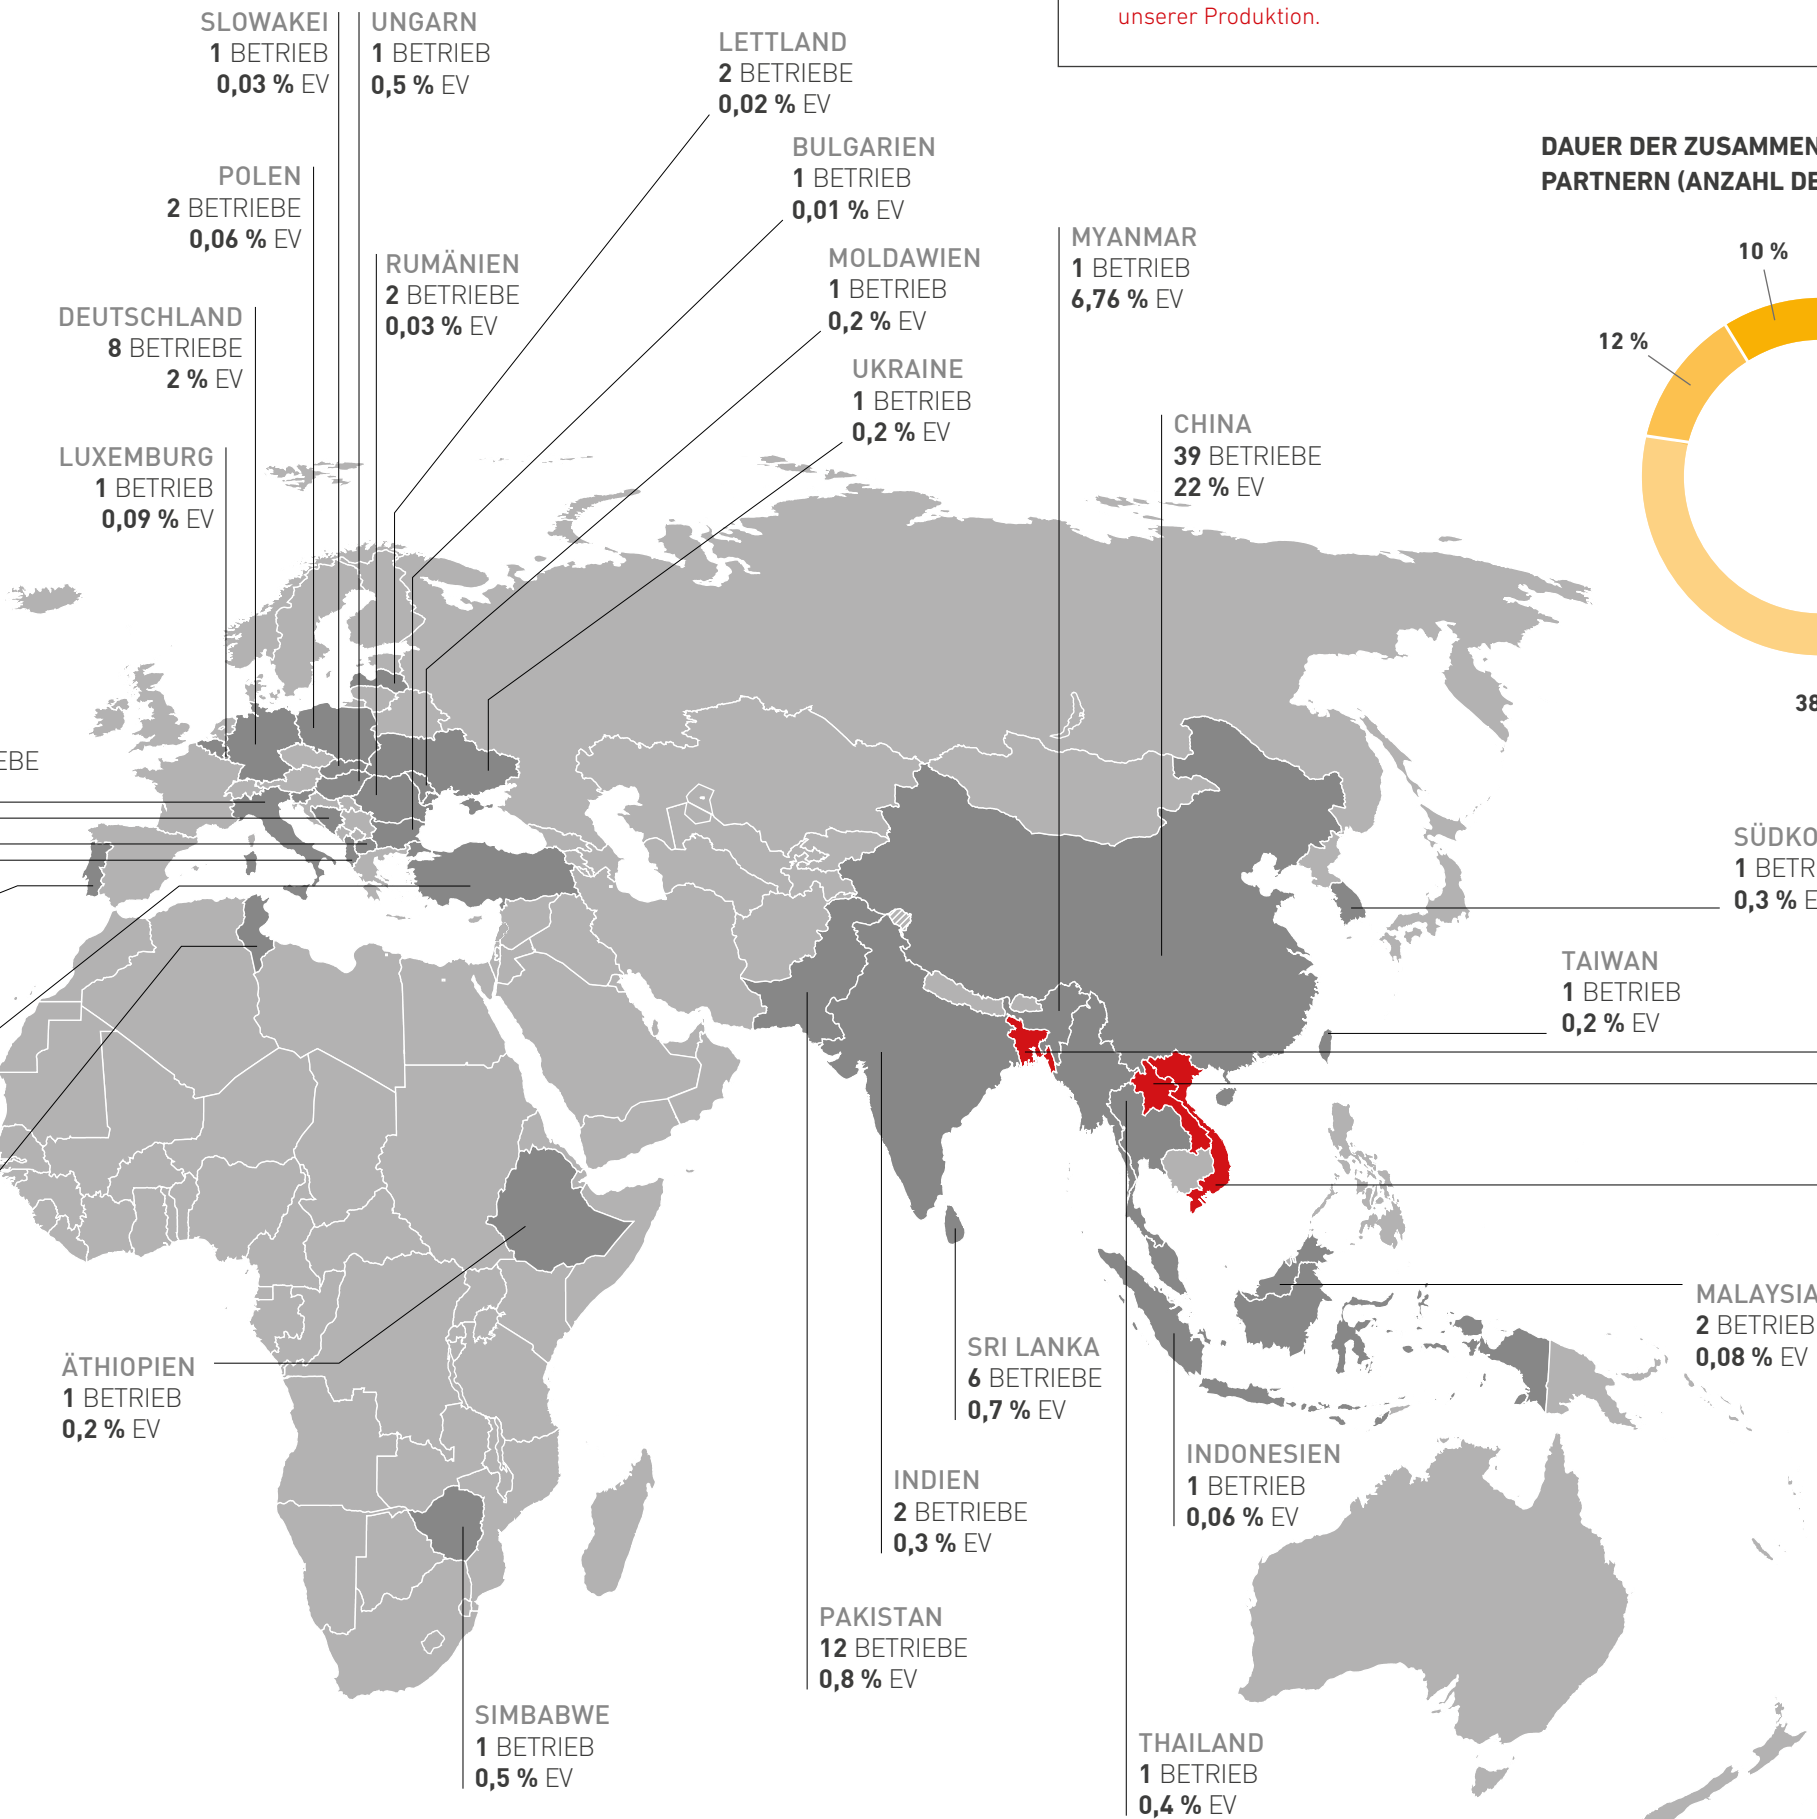 unserer Produktion.
SLOWAKEI
1 BETRIEB
0,03 % EV
UNGARN
1 BETRIEB
0,5 % EV
LETTLAND
2 BETRIEBE
0,02 % EV
BULGARIEN
1 BETRIEB
0,01 % EV
POLEN
2 BETRIEBE
0,06 % EV
RUMÄNIEN
2 BETRIEBE
0,03 % EV
MOLDAWIEN
1 BETRIEB
0,2 % EV
MYANMAR
1 BETRIEB
6,76 % EV
DEUTSCHLAND
8 BETRIEBE
2 % EV
UKRAINE
1 BETRIEB
0,2 % EV
CHINA
39 BETRIEBE
22 % EV
LUXEMBURG
1 BETRIEB
0,09 % EV
DAUER DER ZUSAMMEN
PARTNERN (ANZAHL DE
10 %
12 %
38
EBE
SÜDKO
1 BETR
0,3 % E
TAIWAN
1 BETRIEB
0,2 % EV
MALAYSIA
2 BETRIEB
0,08 % EV
ÄTHIOPIEN
1 BETRIEB
0,2 % EV
SRI LANKA
6 BETRIEBE
0,7 % EV
INDONESIEN
1 BETRIEB
0,06 % EV
INDIEN
2 BETRIEBE
0,3 % EV
PAKISTAN
12 BETRIEBE
0,8 % EV
SIMBABWE
1 BETRIEB
0,5 % EV
THAILAND
1 BETRIEB
0,4 % EV